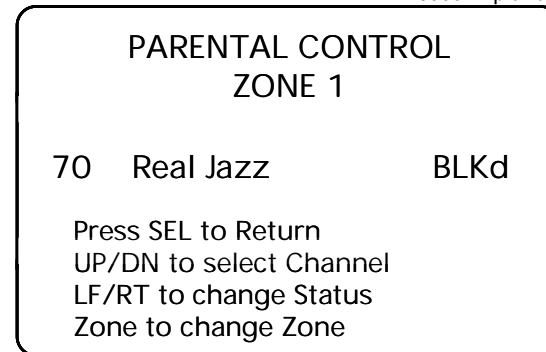 PARENTAL CONTROL
ZONE 1
70 Real Jazz BLKd
Press SEL to Return
UP/DN to select Channel
LF/RT to change Status
Zone to change Zone